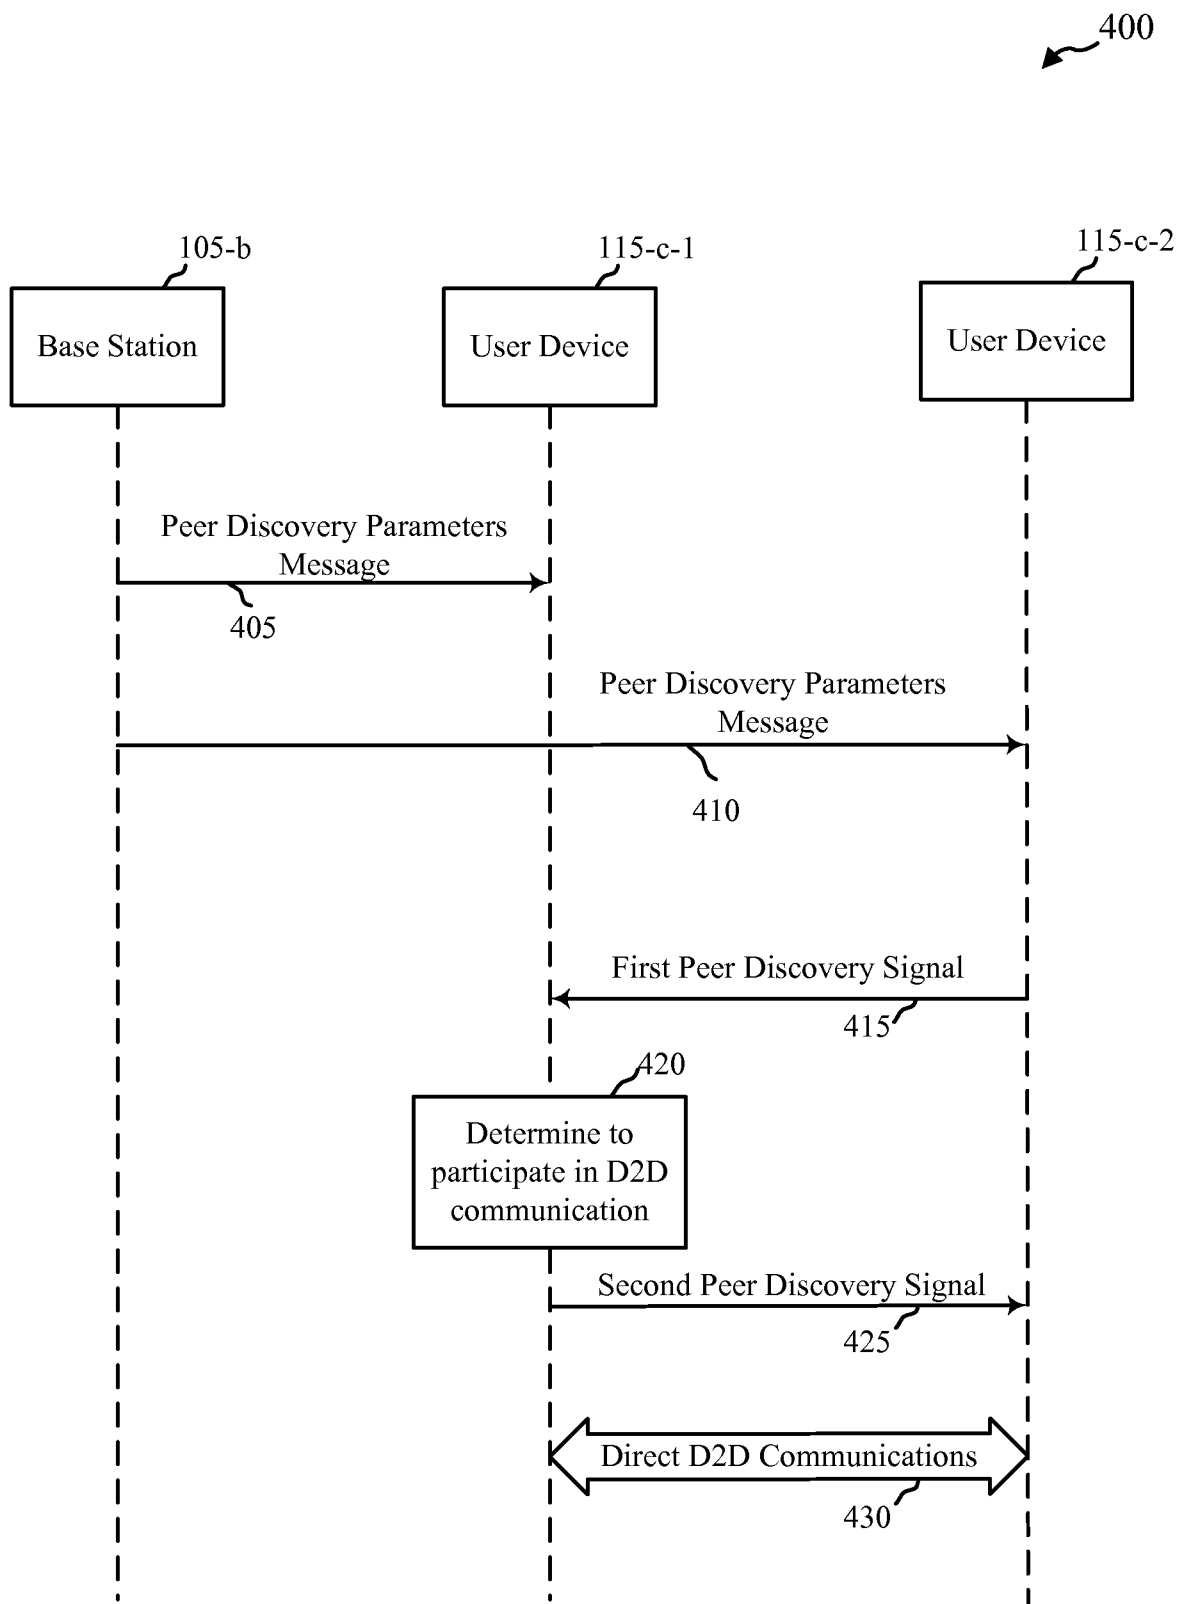 400
105-b
115-c-1
115-c-2
Base Station
User Device
User Device
Peer Discovery Parameters
Message
405
Peer Discovery Parameters
Message
410
First Peer Discovery Signal
415
420
Determine to
participate in D2D
communication
Second Peer Discovery Signal
425
Direct D2D Communications
430